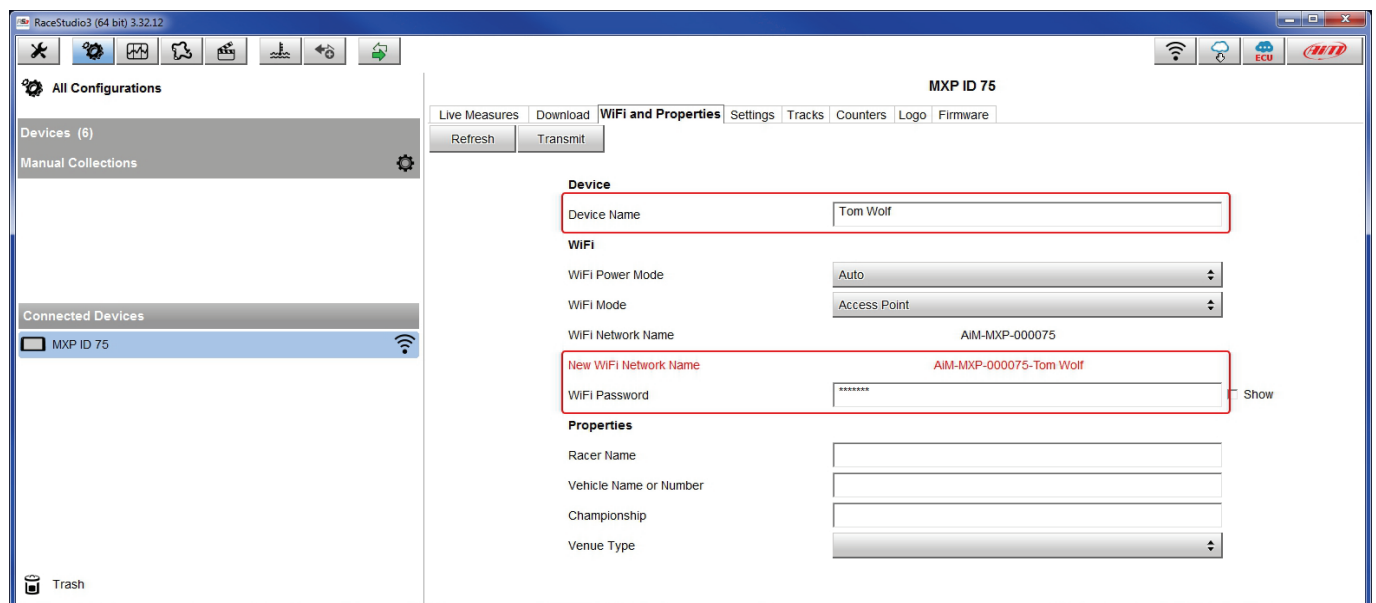 RaceStudio3 (64 bit) 3.32.12
ECU
AiM
All Configurations
MXP ID 75
Live Measures Download WiFi and Properties Settings Tracks Counters Logo Firmware
Devices (6)
Refresh Transmit
Manual Collections
Device
Device Name Tom Wolf
WiFi
WiFi Power Mode Auto
WiFi Mode Access Point
Connected Devices
WiFi Network Name AiM-MXP-000075
MXP ID 75
New WiFi Network Name AiM-MXP-000075-Tom Wolf
WiFi Password ******* Show
Properties
Racer Name
Vehicle Name or Number
Championship
Venue Type
Trash